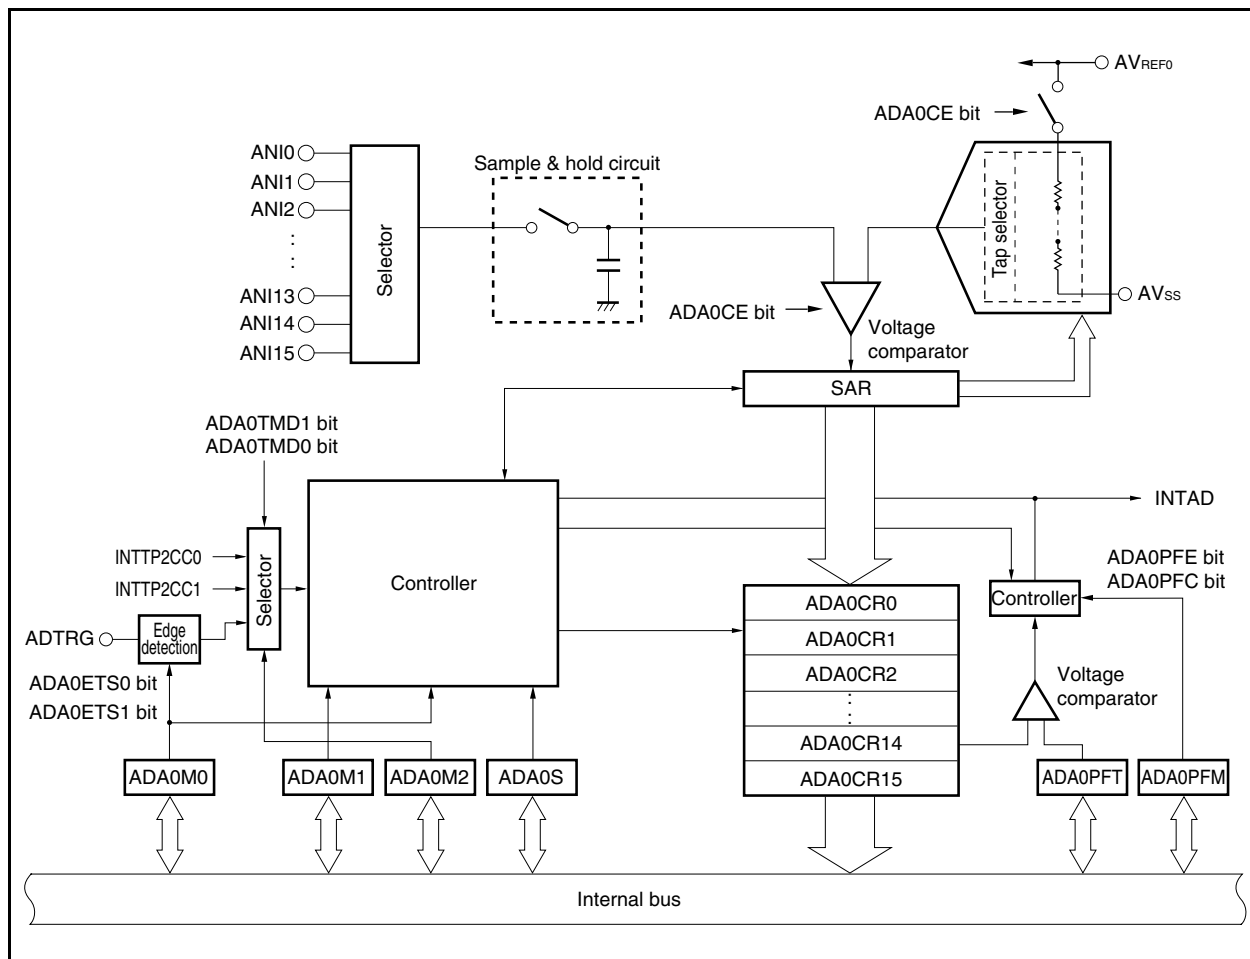 AVREF0
ADA0CE bit
ANI0
ANI1
ANI2
ANI13
ANI14
ANI15
Selector
Sample & hold circuit
Tap selector
AVSS
ADA0CE bit
Voltage
comparator
SAR
ADA0TMD1 bit
ADA0TMD0 bit
INTTP2CC0
INTTP2CC1
ADTRG
Edge
detection
Selector
Controller
INTAD
ADA0PFE bit
ADA0PFC bit
Controller
ADA0CR0
ADA0CR1
ADA0CR2
ADA0CR14
ADA0CR15
Voltage
comparator
ADA0ETS0 bit
ADA0ETS1 bit
ADA0M0
ADA0M1
ADA0M2
ADA0S
ADA0PFT
ADA0PFM
Internal bus